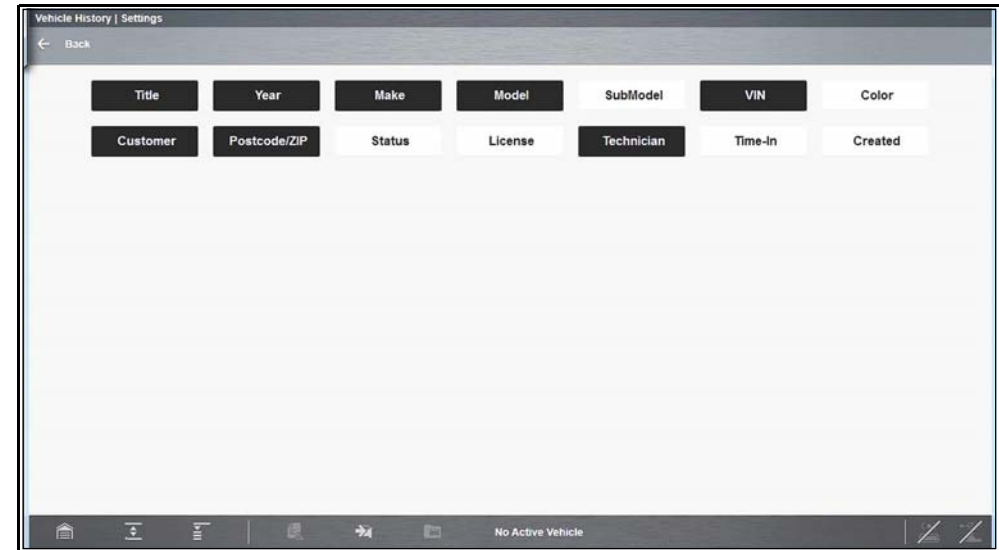 Vehicle History | Settings
← Back
Title Year Make Model SubModel VIN Color
Customer Postcode/ZIP Status License Technician Time-In Created
No Active Vehicle